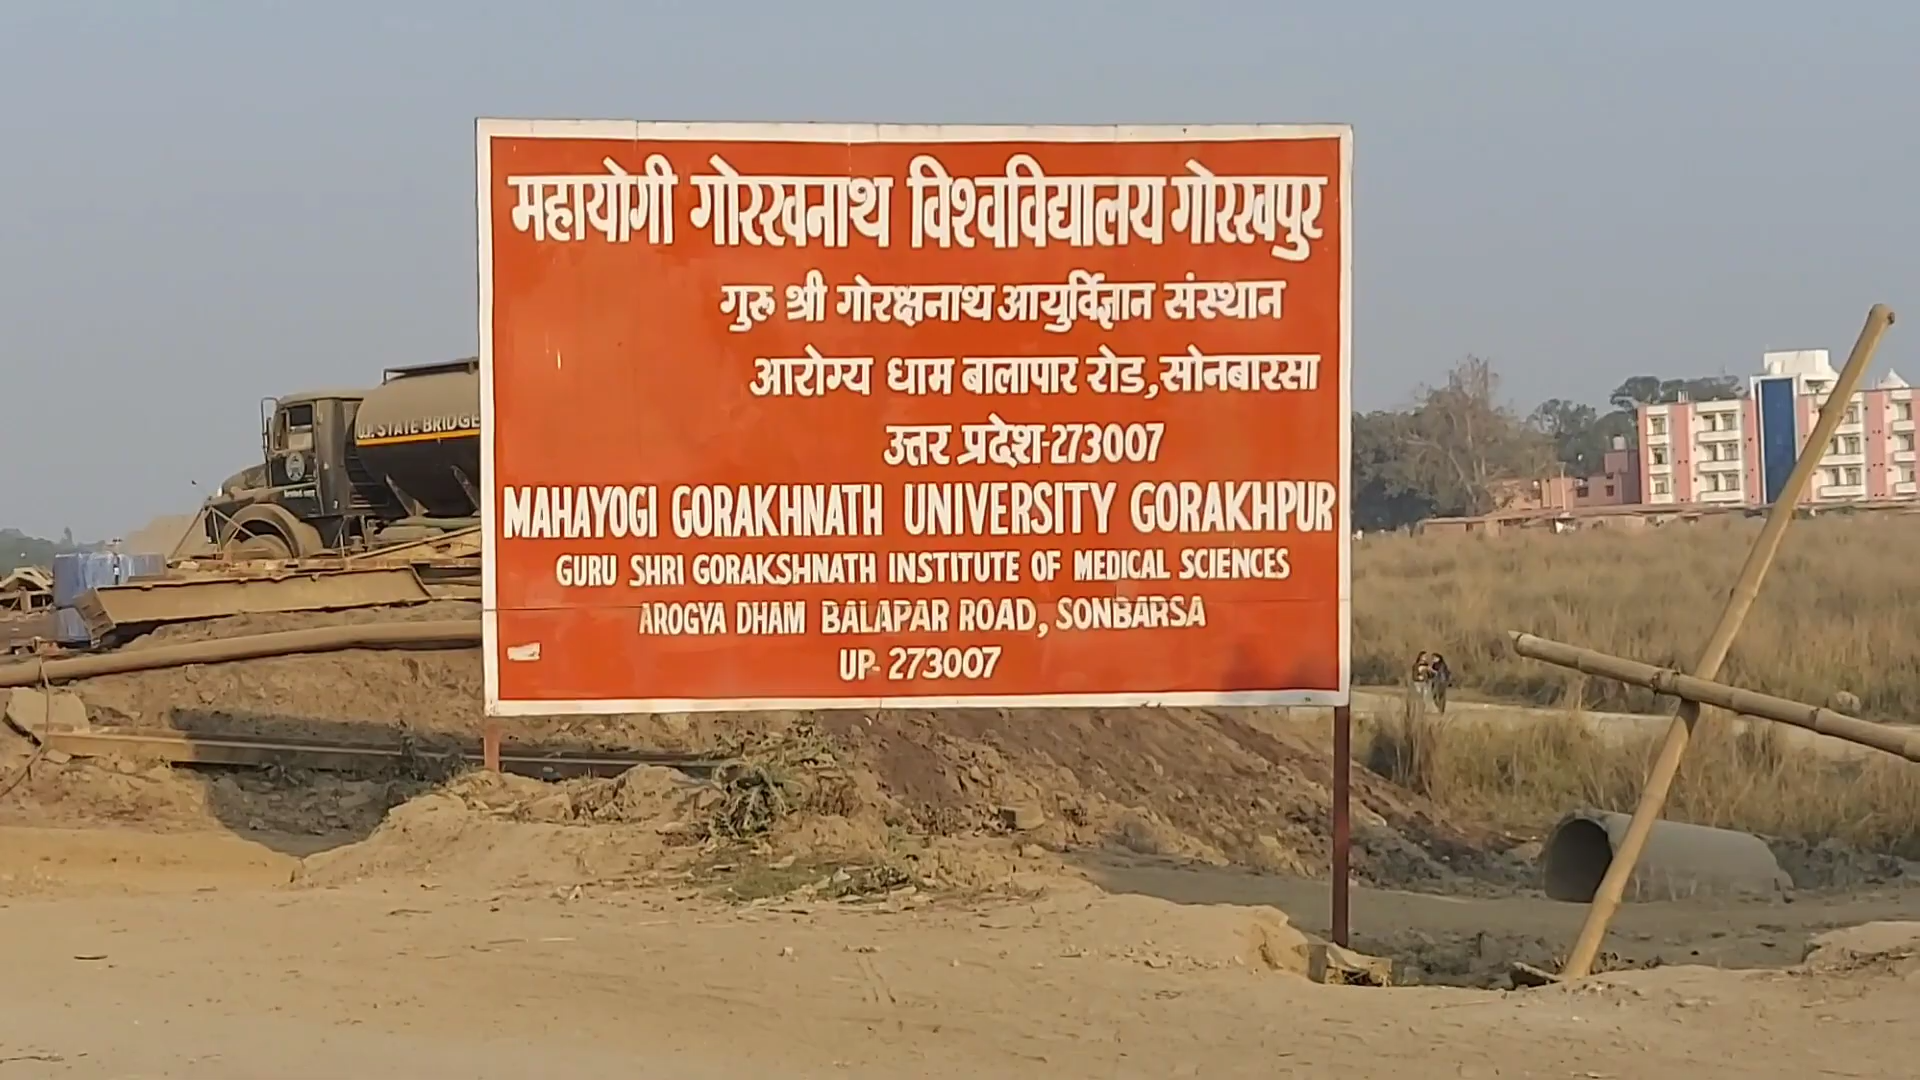 महायोगी गोरखनाथ विश्वविद्यालय गोरखपुर
गुरु श्री गोरक्षनाथ आयुर्विज्ञान संस्थान
आरोग्य धाम बालापार रोड, सोनबारसा
उत्तर प्रदेश-273007
MAHAYOGI GORAKHNATH UNIVERSITY GORAKHPUR
GURU SHRI GORAKSHNATH INSTITUTE OF MEDICAL SCIENCES
AROGYA DHAM BALAPAR ROAD, SONBARSA
UP- 273007
U.P. STATE BRIDGE